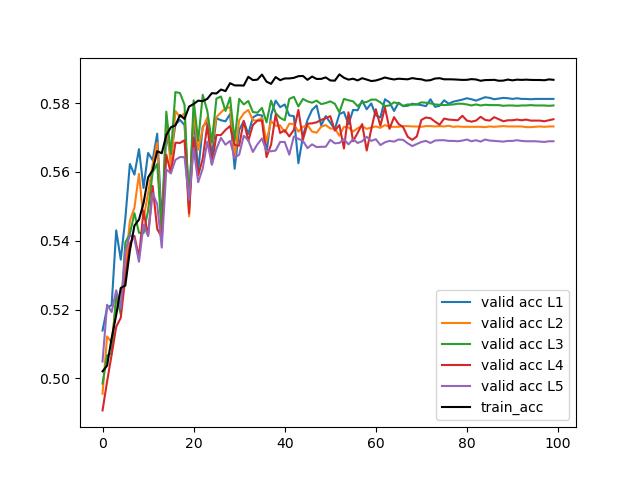 0.58
0.56
0.54
0.52
0.50
0
20
40
60
80
100
valid acc L1
valid acc L2
valid acc L3
valid acc L4
valid acc L5
train_acc